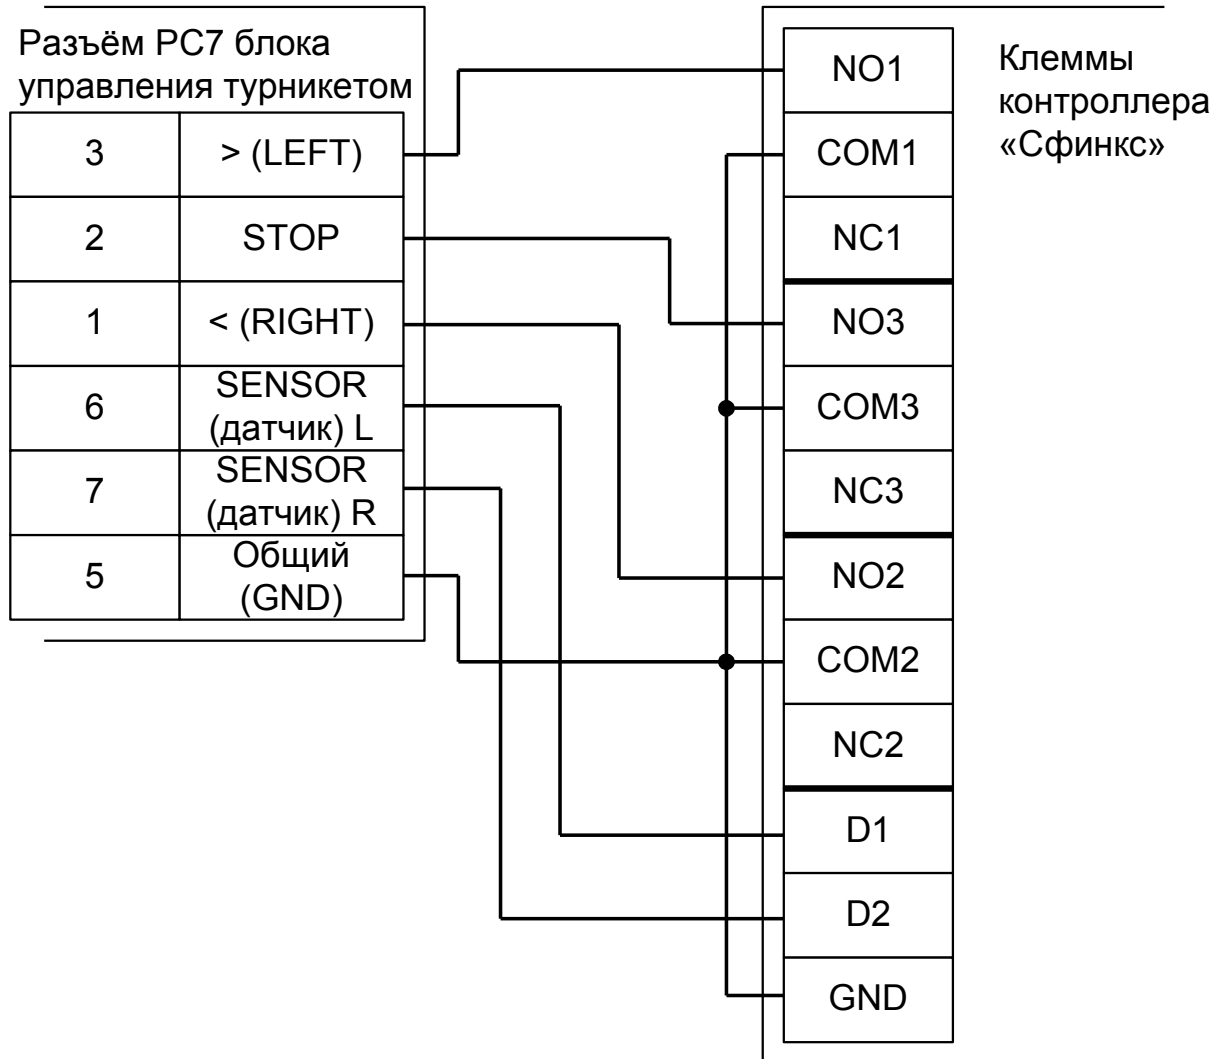 Разъём PC7 блока
управления турникетом
3 > (LEFT)
2 STOP
1 < (RIGHT)
6 SENSOR
(датчик) L
7 SENSOR
(датчик) R
5 Общий
(GND)
NO1
COM1
NC1
NO3
COM3
NC3
NO2
COM2
NC2
D1
D2
GND
Клеммы
контроллера
«Сфинкс»